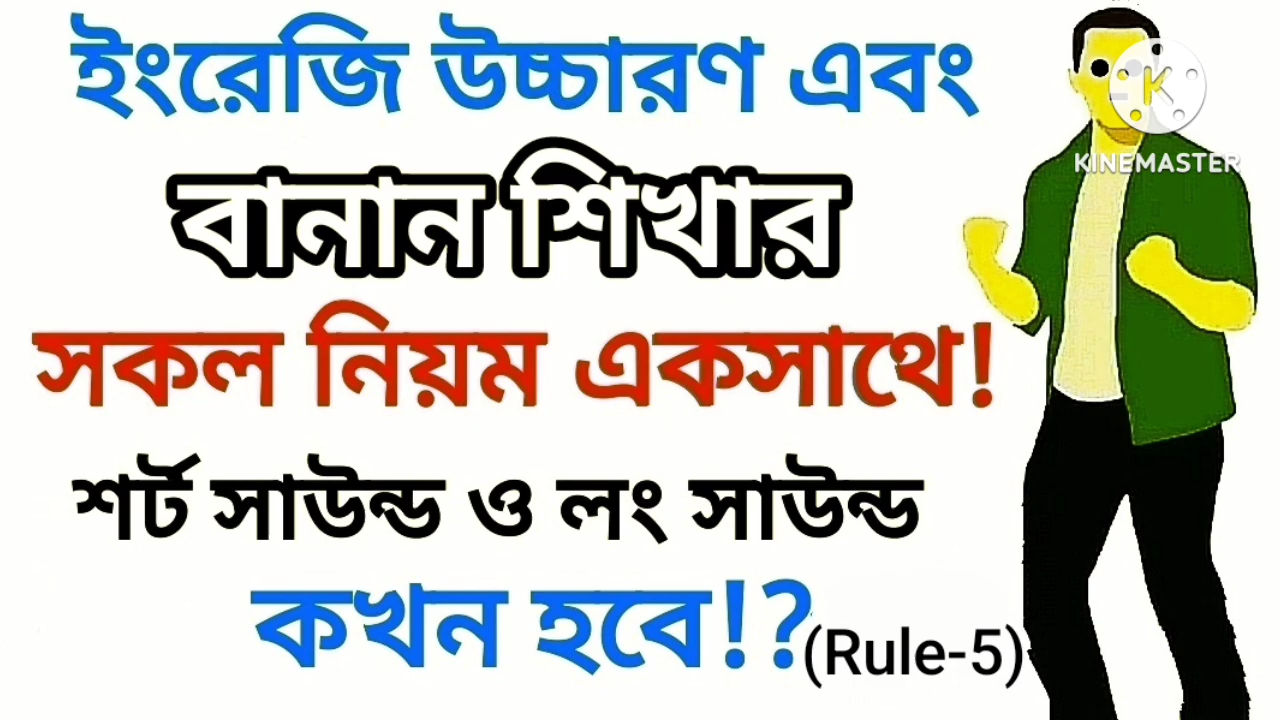 ইংরেজি উচ্চারণ এবং
বানান শিখার
সকল নিয়ম একসাথে!
শর্ট সাউন্ড ও লং সাউন্ড
কখন হবে!?
(Rule-5)
K
KINEMASTER